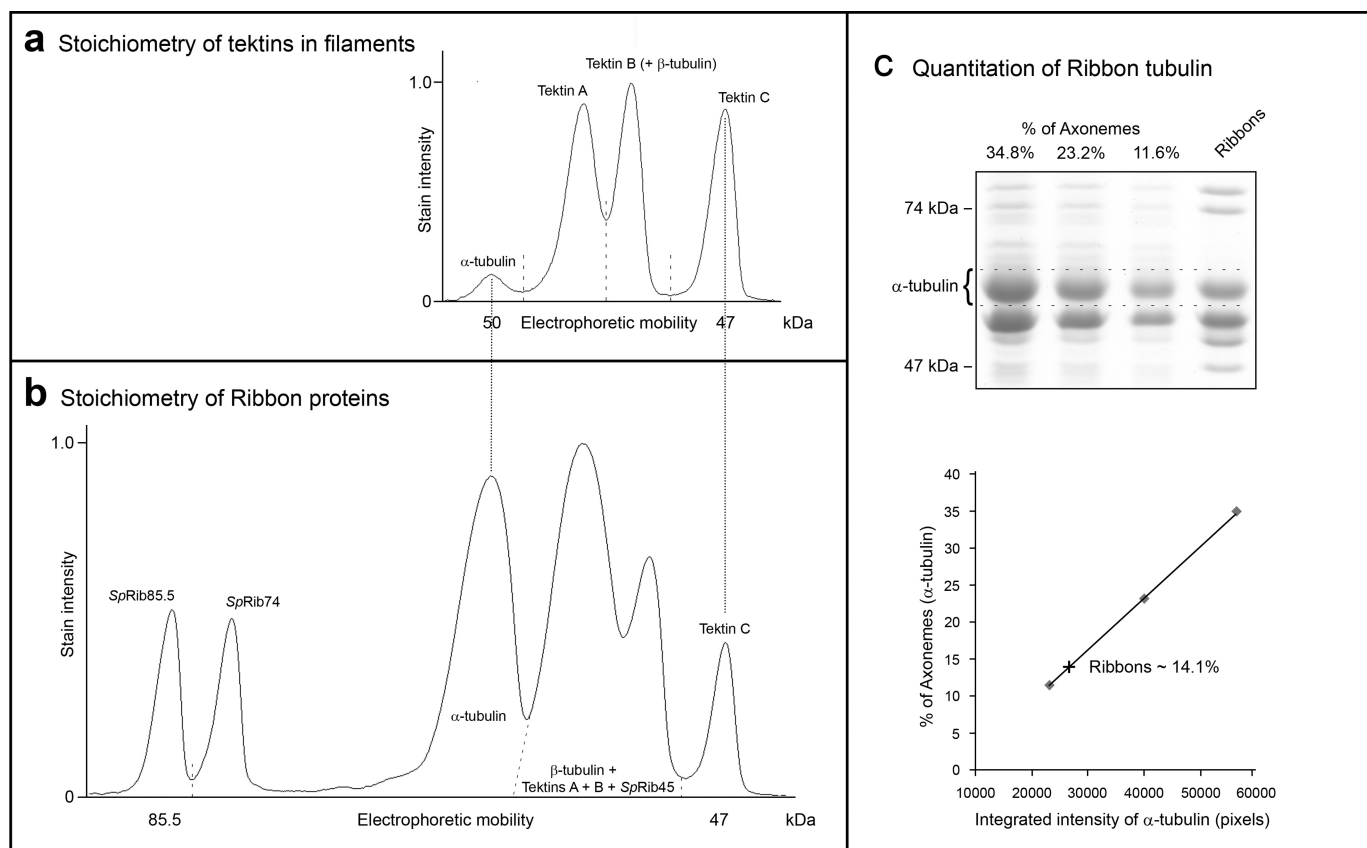 a Stoichiometry of tektins in filaments
Tektin B (+ β-tubulin)
1.0
Tektin A
Tektin C
Stain intensity
α-tubulin
0
50 Electrophoretic mobility 47 kDa
b Stoichiometry of Ribbon proteins
1.0
SpRib85.5
SpRib74
Stain intensity
Tektin C
α-tubulin
β-tubulin +
Tektins A + B + SpRib45
0
85.5 Electrophoretic mobility 47 kDa
C Quantitation of Ribbon tubulin
% of Axonemes
34.8% 23.2% 11.6% Ribbons
74 kDa
α-tubulin {
47 kDa
% of Axonemes (α-tubulin)
40
35
30
25
20
15
10
5
0
Ribbons ~ 14.1%
10000 20000 30000 40000 50000 60000
Integrated intensity of α-tubulin (pixels)